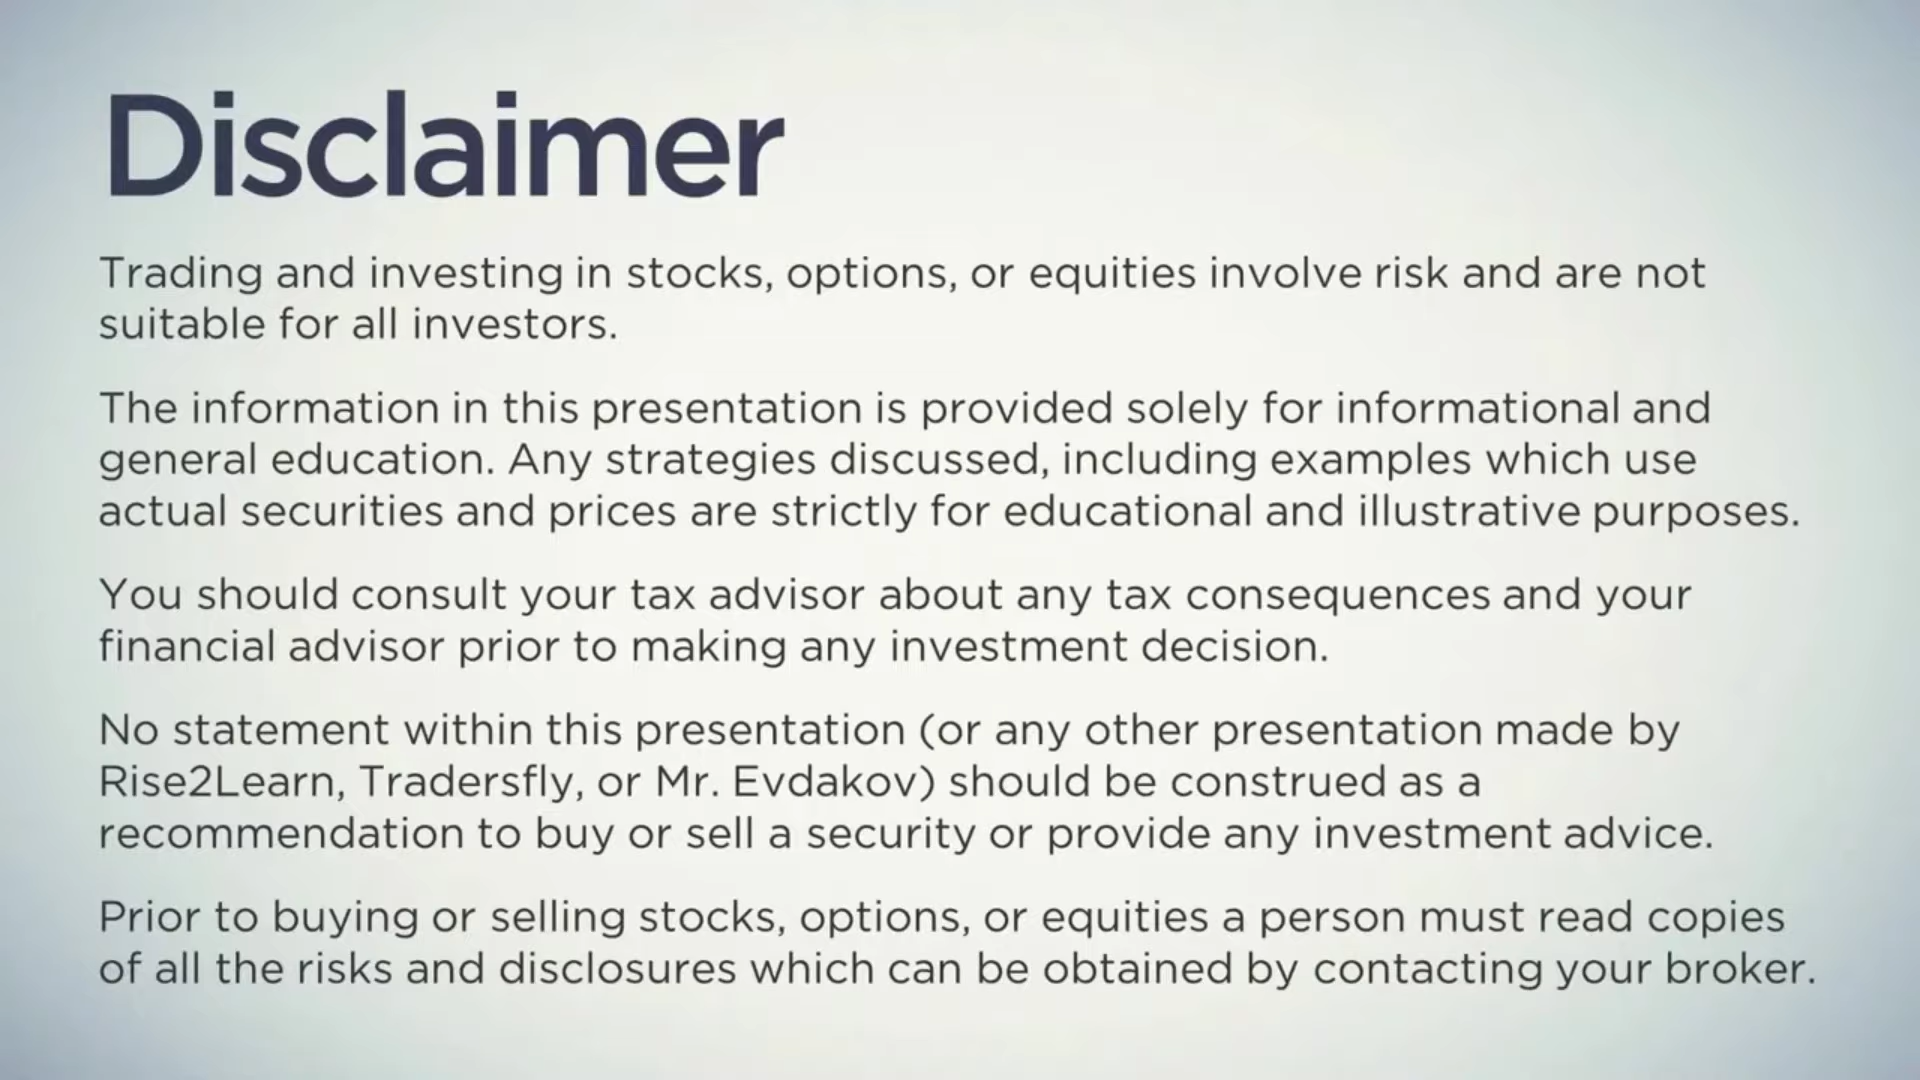 Disclaimer
Trading and investing in stocks, options, or equities involve risk and are not
suitable for all investors.
The information in this presentation is provided solely for informational and
general education. Any strategies discussed, including examples which use
actual securities and prices are strictly for educational and illustrative purposes.
You should consult your tax advisor about any tax consequences and your
financial advisor prior to making any investment decision.
No statement within this presentation (or any other presentation made by
Rise2Learn, Tradersfly, or Mr. Evdakov) should be construed as a
recommendation to buy or sell a security or provide any investment advice.
Prior to buying or selling stocks, options, or equities a person must read copies
of all the risks and disclosures which can be obtained by contacting your broker.